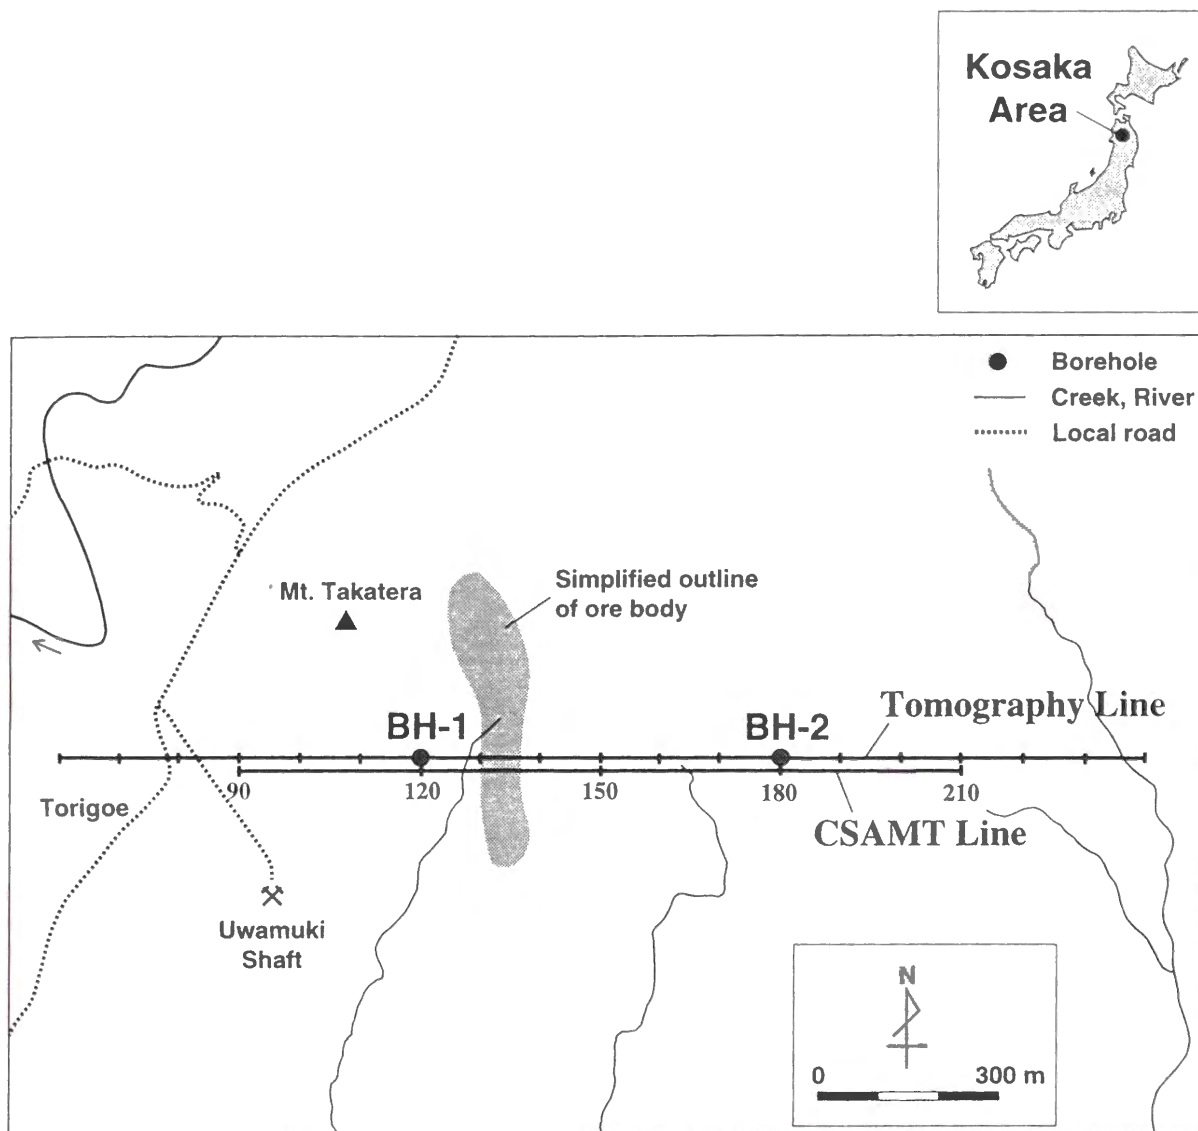 Kosaka
Area
Borehole
Creek, River
Local road
Mt. Takatera
Simplified outline
of ore body
BH-1
BH-2
Tomography Line
90
120
150
180
210
Torigoe
CSAMT Line
Uwamuki
Shaft
N
0
300 m